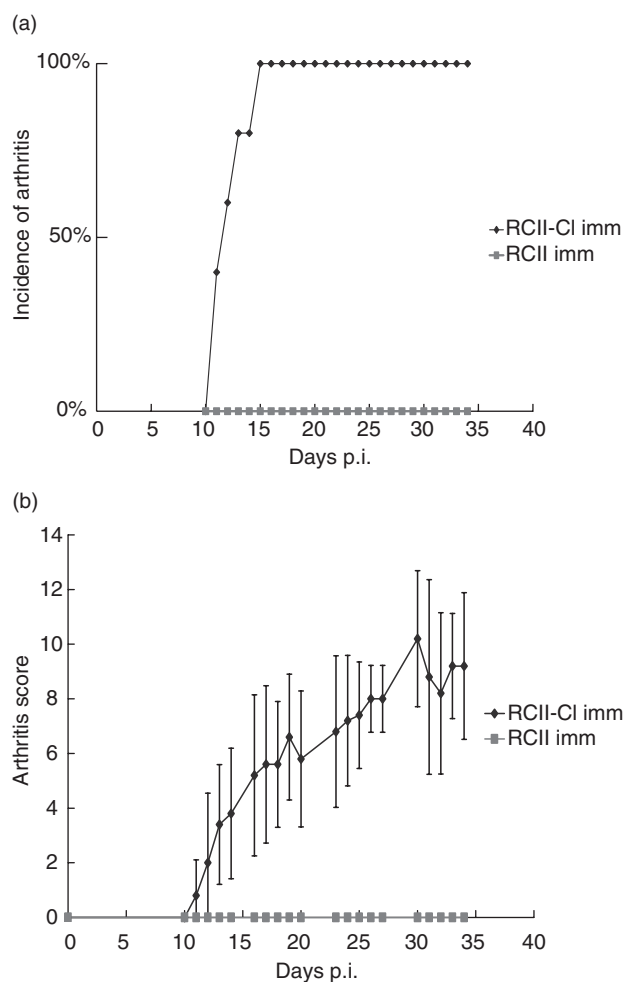 (a)
100%
50%
0%
Incidence of arthritis
0 5 10 15 20 25 30 35 40
Days p.i.
RCII-Cl imm
RCII imm
(b)
14
12
10
8
6
4
2
0
Arthritis score
0 5 10 15 20 25 30 35 40
Days p.i.
RCII-Cl imm
RCII imm